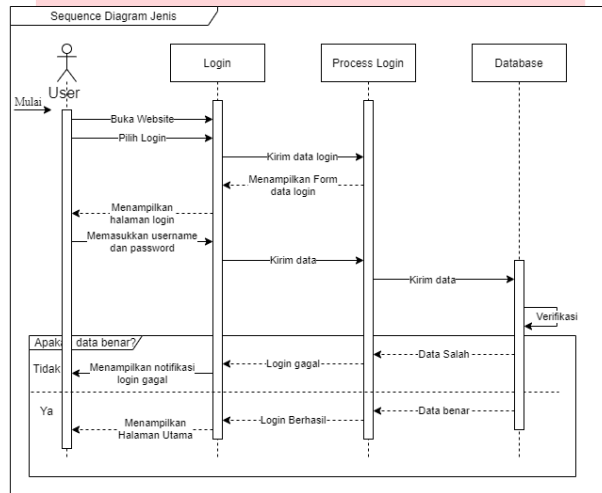 Sequence Diagram Jenis
Login
Process Login
Database
User
Mulai
Buka Website
Pilih Login
Kirim data login
Menampilkan Form
data login
Menampilkan
halaman login
Memasukkan username
dan password
Kirim data
Kirim data
Verifikasi
Apakah data benar?
Data Salah
Login gagal
Tidak
Menampilkan notifikasi
login gagal
Ya
Data benar
Login Berhasil
Menampilkan
Halaman Utama